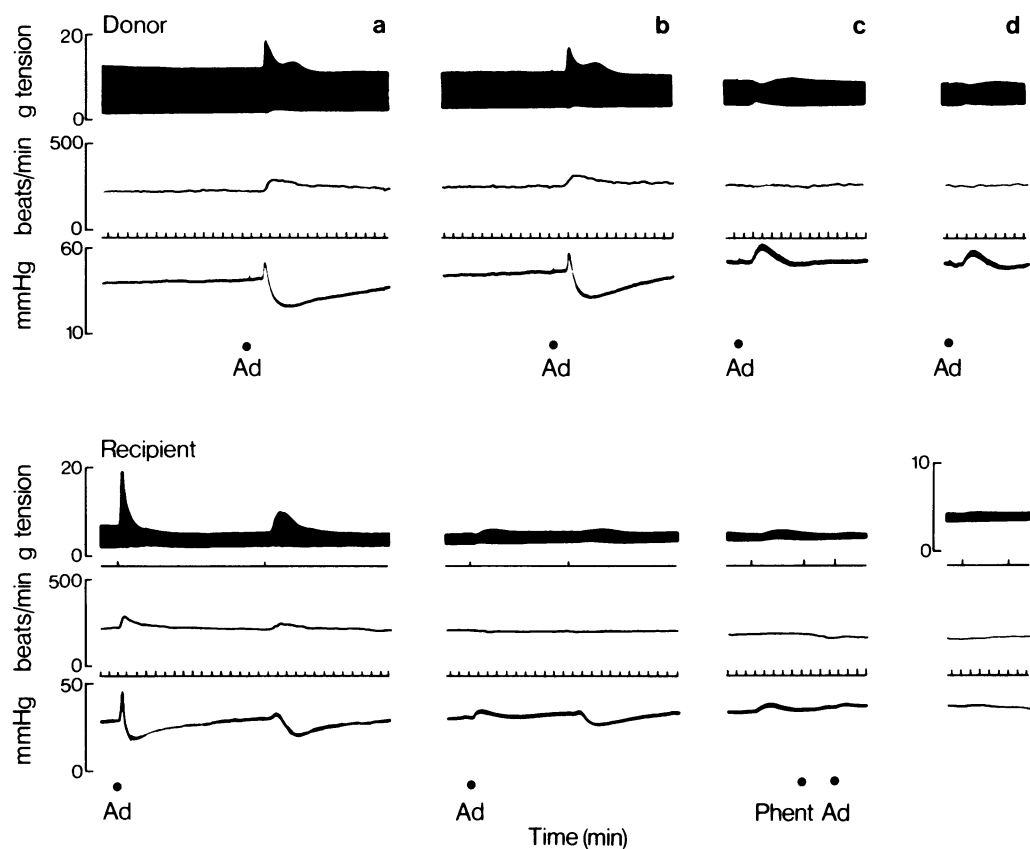 Donor a b c d
20
g tension
0
500
beats/min
0
60
mmHg
10
Ad Ad Ad Ad
Recipient
20 10
g tension
0 0
500
beats/min
0
50
mmHg
0
Ad Ad Phent Ad
Time (min)